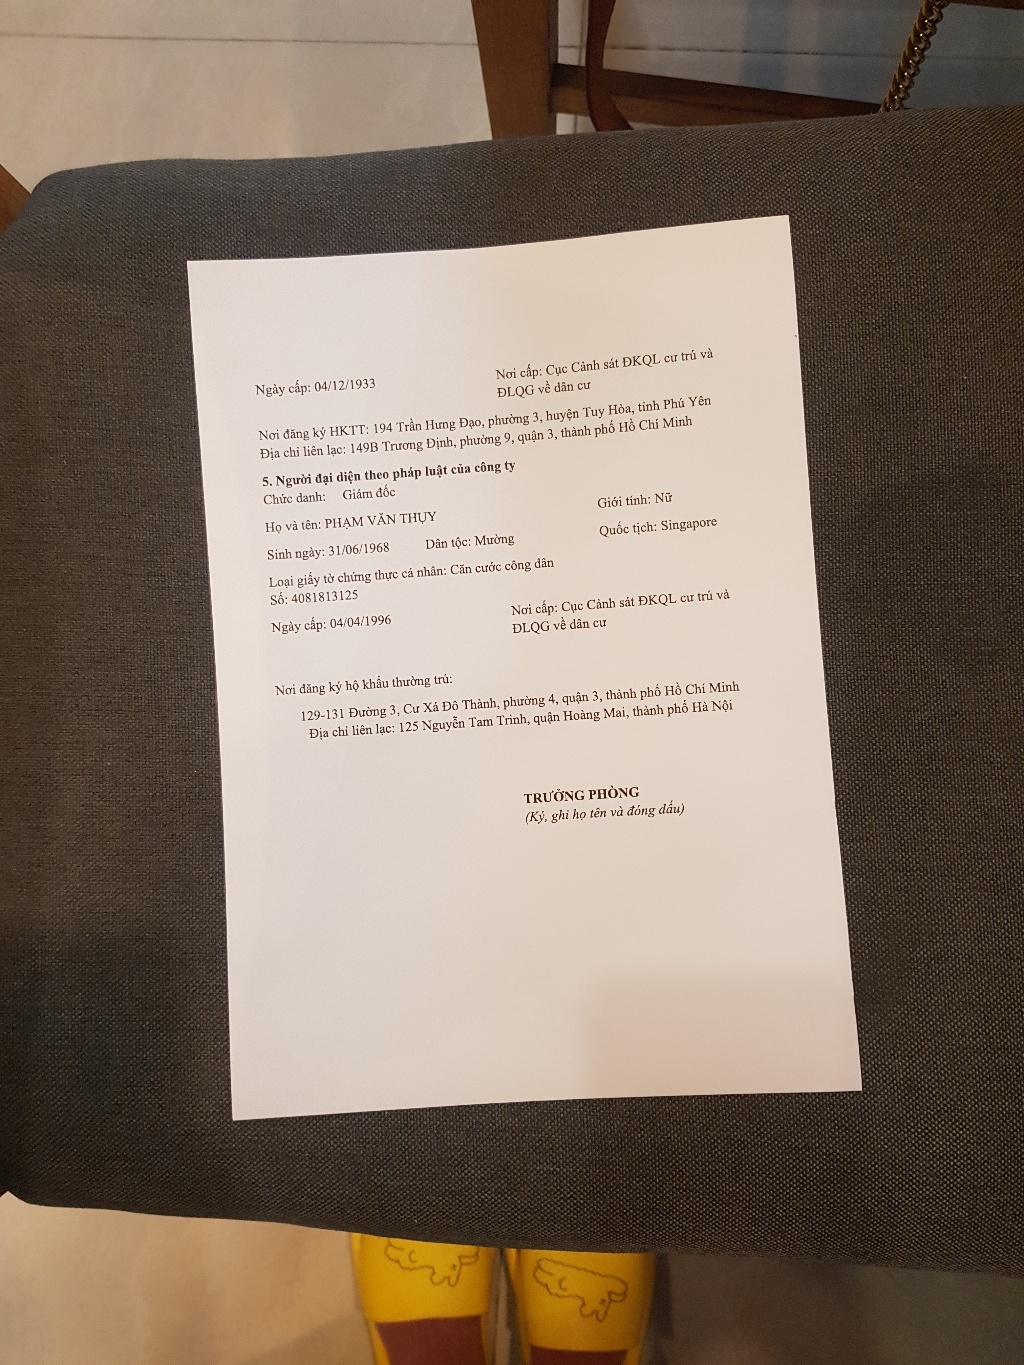 Ngày cấp: 04/12/1933 Nơi cấp: Cục Cảnh sát ĐKQL cư trú và
ĐLQG về dân cư
Nơi đăng ký HKTT: 194 Trần Hưng Đạo, phường 3, huyện Tuy Hòa, tỉnh Phú Yên
Địa chỉ liên lạc: 149B Trương Định, phường 9, quận 3, thành phố Hồ Chí Minh
5. Người đại diện theo pháp luật của công ty
Chức danh: Giám đốc
Họ và tên: PHẠM VĂN THỤY Giới tính: Nữ
Sinh ngày: 31/06/1968 Dân tộc: Mường Quốc tịch: Singapore
Loại giấy tờ chứng thực cá nhân: Căn cước công dân
Số: 4081813125
Ngày cấp: 04/04/1996 Nơi cấp: Cục Cảnh sát ĐKQL cư trú và
ĐLQG về dân cư
Nơi đăng ký hộ khẩu thường trú:
129-131 Đường 3, Cư Xá Đô Thành, phường 4, quận 3, thành phố Hồ Chí Minh
Địa chỉ liên lạc: 125 Nguyễn Tam Trinh, quận Hoàng Mai, thành phố Hà Nội
TRƯỞNG PHÒNG
(Ký, ghi họ tên và đóng dấu)